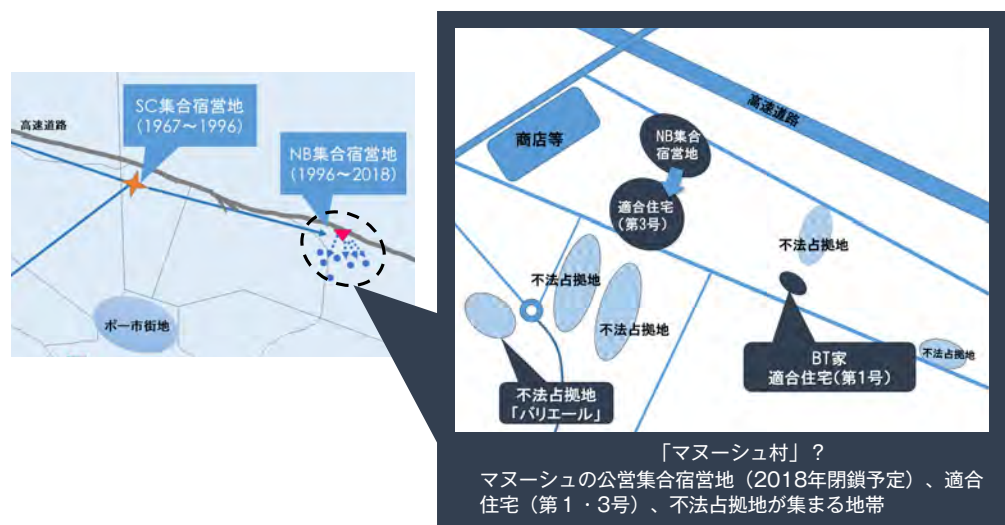 SC集合宿営地
(1967～1996)
高速道路
NB集合宿営地
(1996～2018)
ポー市街地
高速道路
商店等
NB集合
宿営地
適合住宅
(第3号)
不法占拠地
不法占拠地
不法占拠地
不法占拠地
BT家
適合住宅(第1号)
不法占拠地
「バリエール」
「マヌーシュ村」？
マヌーシュの公営集合宿営地（2018年閉鎖予定）、適合
住宅（第１・3号）、不法占拠地が集まる地帯